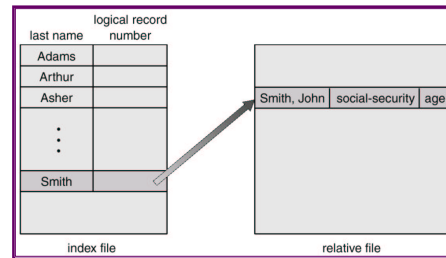 logical record
last name number
Adams
Arthur
Asher
Smith, John social-security age
Smith
index file relative file